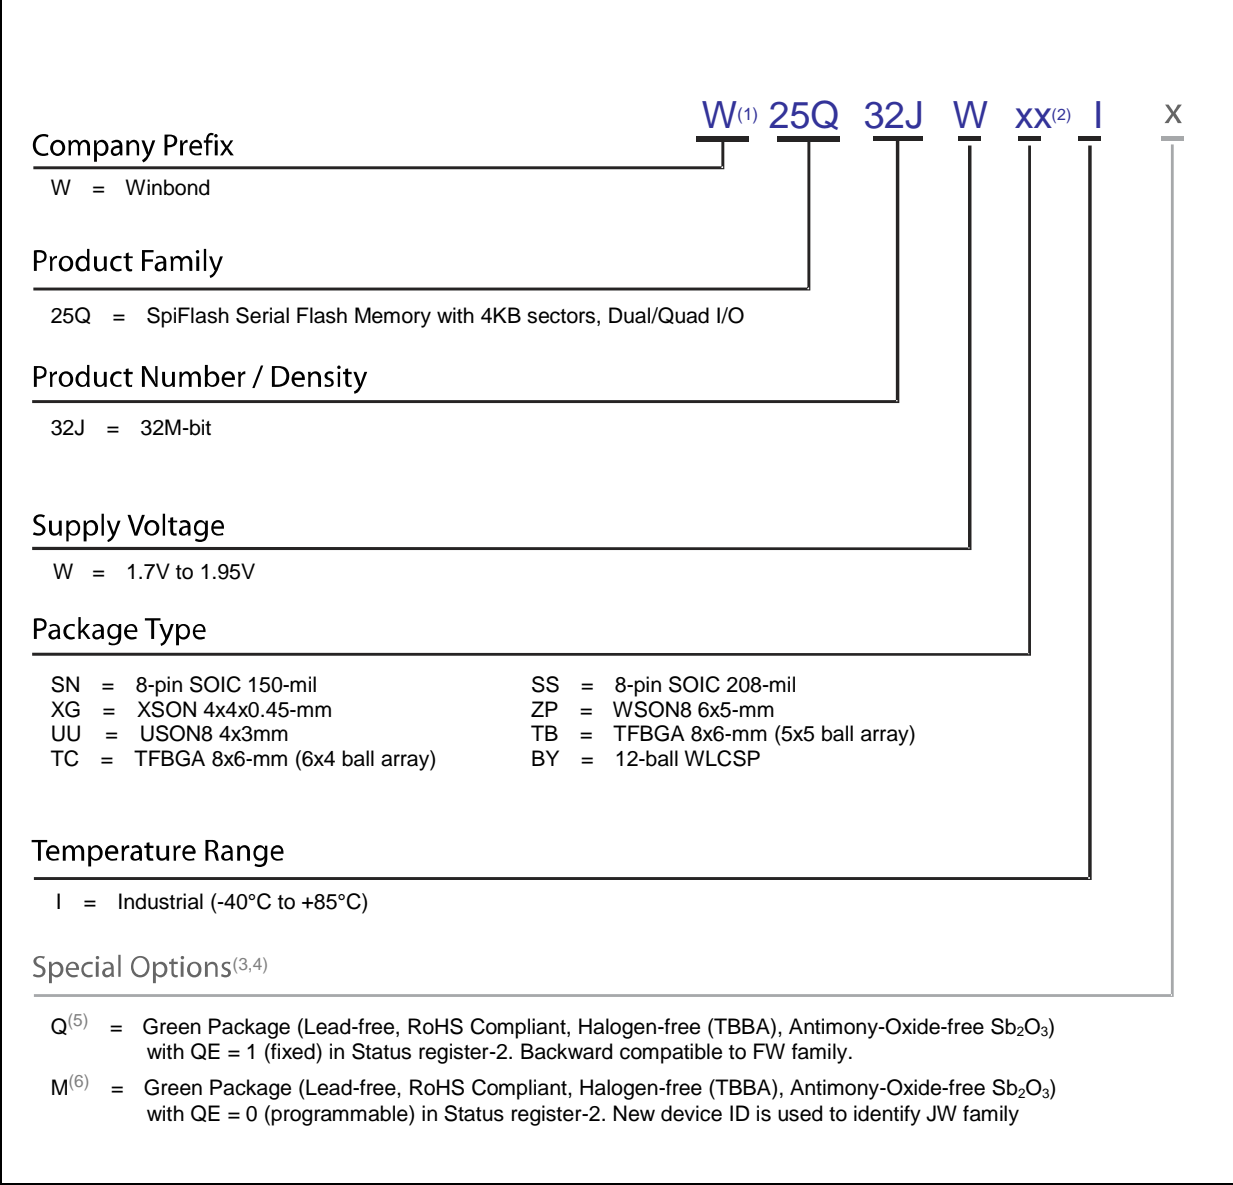 W(1) 25Q 32J W xx(2) I x
Company Prefix
W = Winbond
Product Family
25Q = SpiFlash Serial Flash Memory with 4KB sectors, Dual/Quad I/O
Product Number / Density
32J = 32M-bit
Supply Voltage
W = 1.7V to 1.95V
Package Type
SN = 8-pin SOIC 150-mil SS = 8-pin SOIC 208-mil
XG = XSON 4x4x0.45-mm ZP = WSON8 6x5-mm
UU = USON8 4x3mm TB = TFBGA 8x6-mm (5x5 ball array)
TC = TFBGA 8x6-mm (6x4 ball array) BY = 12-ball WLCSP
Temperature Range
I = Industrial (-40°C to +85°C)
Special Options(3,4)
Q(5) = Green Package (Lead-free, RoHS Compliant, Halogen-free (TBBA), Antimony-Oxide-free Sb₂O₃)
with QE = 1 (fixed) in Status register-2. Backward compatible to FW family.
M(6) = Green Package (Lead-free, RoHS Compliant, Halogen-free (TBBA), Antimony-Oxide-free Sb₂O₃)
with QE = 0 (programmable) in Status register-2. New device ID is used to identify JW family